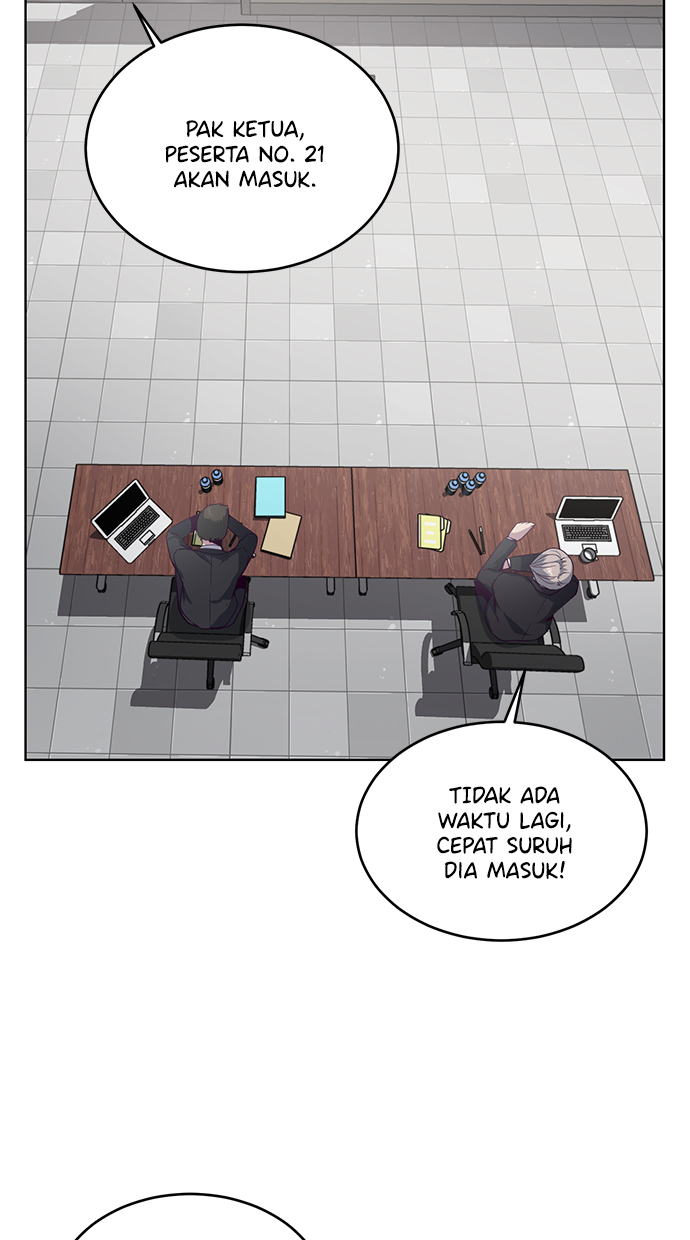 PAK KETUA,
PESERTA NO. 21
AKAN MASUK.
TIDAK ADA
WAKTU LAGI,
CEPAT SURUH
DIA MASUK!